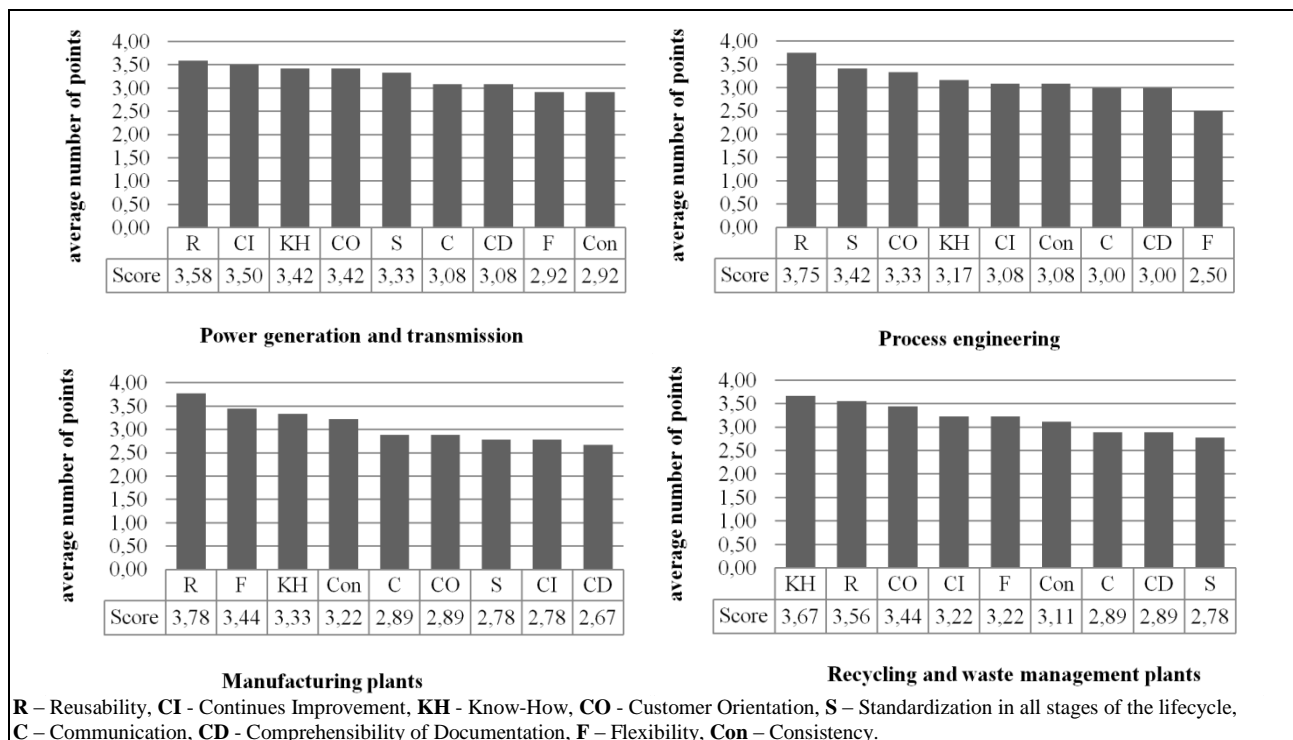 average number of points
4,00
3,50
3,00
2,50
2,00
1,50
1,00
0,50
0,00
R CI KH CO S C CD F Con
Score 3,58 3,50 3,42 3,42 3,33 3,08 3,08 2,92 2,92
Power generation and transmission
average number of points
4,00
3,50
3,00
2,50
2,00
1,50
1,00
0,50
0,00
R S CO KH CI Con C CD F
Score 3,75 3,42 3,33 3,17 3,08 3,08 3,00 3,00 2,50
Process engineering
average number of points
4,00
3,50
3,00
2,50
2,00
1,50
1,00
0,50
0,00
R F KH Con C CO S CI CD
Score 3,78 3,44 3,33 3,22 2,89 2,89 2,78 2,78 2,67
Manufacturing plants
average number of points
4,00
3,50
3,00
2,50
2,00
1,50
1,00
0,50
0,00
KH R CO CI F Con C CD S
Score 3,67 3,56 3,44 3,22 3,22 3,11 2,89 2,89 2,78
Recycling and waste management plants
R – Reusability, CI - Continues Improvement, KH - Know-How, CO - Customer Orientation, S – Standardization in all stages of the lifecycle,
C – Communication, CD - Comprehensibility of Documentation, F – Flexibility, Con – Consistency.